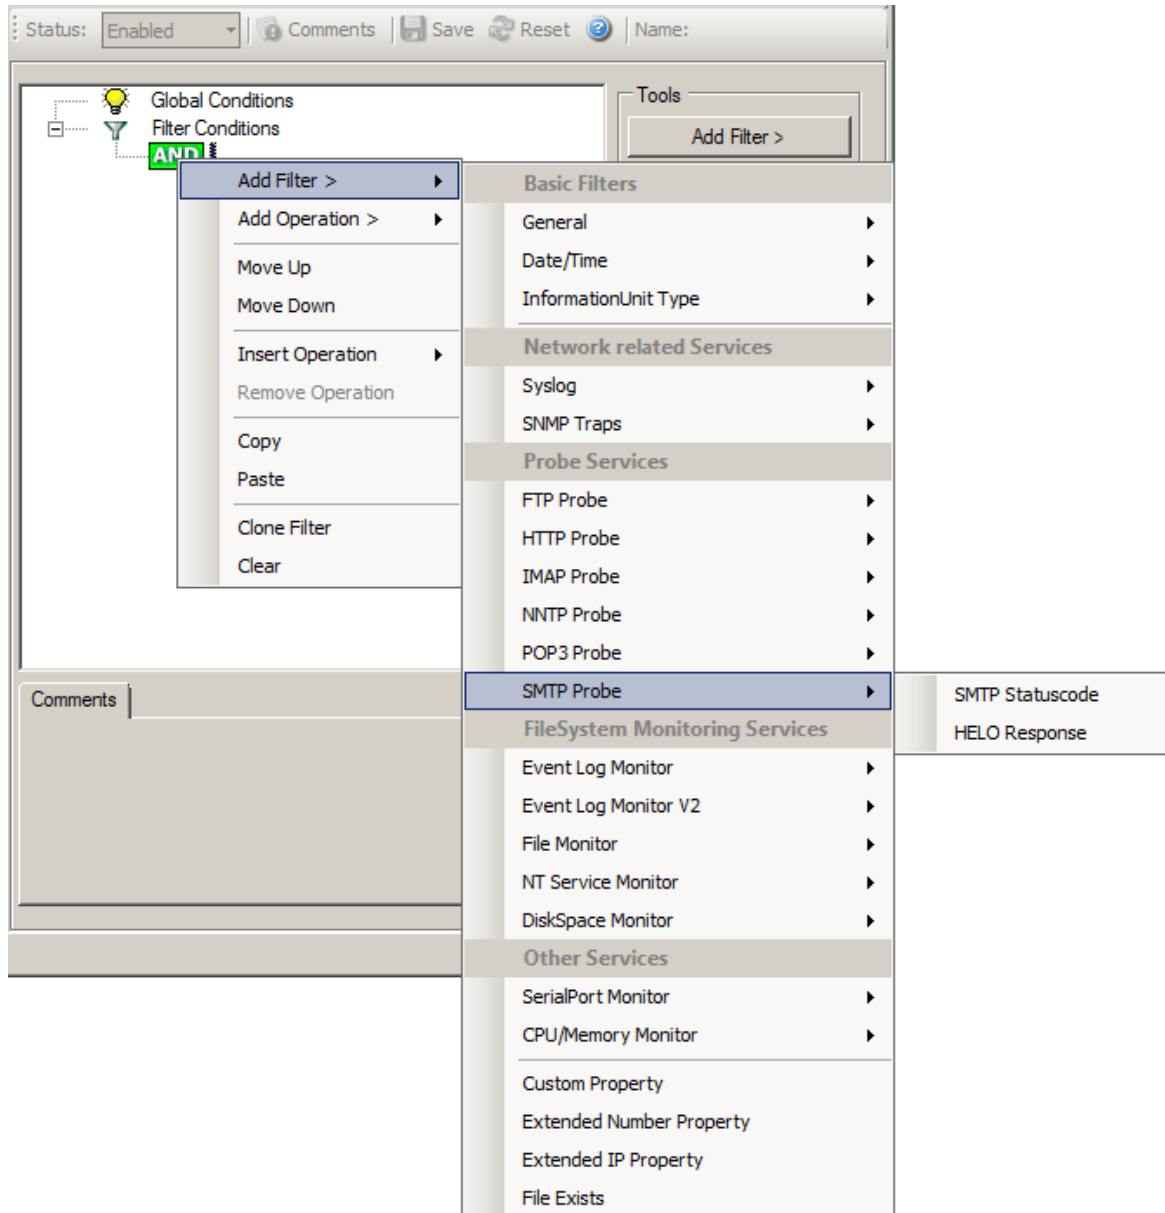 Status: Enabled Comments Save Reset Name:
Global Conditions
Filter Conditions
AND
Tools
Add Filter >
Add Filter >
Add Operation >
Move Up
Move Down
Insert Operation
Remove Operation
Copy
Paste
Clone Filter
Clear
Basic Filters
General
Date/Time
InformationUnit Type
Network related Services
Syslog
SNMP Traps
Probe Services
FTP Probe
HTTP Probe
IMAP Probe
NNTP Probe
POP3 Probe
SMTP Probe
FileSystem Monitoring Services
Event Log Monitor
Event Log Monitor V2
File Monitor
NT Service Monitor
DiskSpace Monitor
Other Services
SerialPort Monitor
CPU/Memory Monitor
Custom Property
Extended Number Property
Extended IP Property
File Exists
SMTP Statuscode
HELO Response
Comments